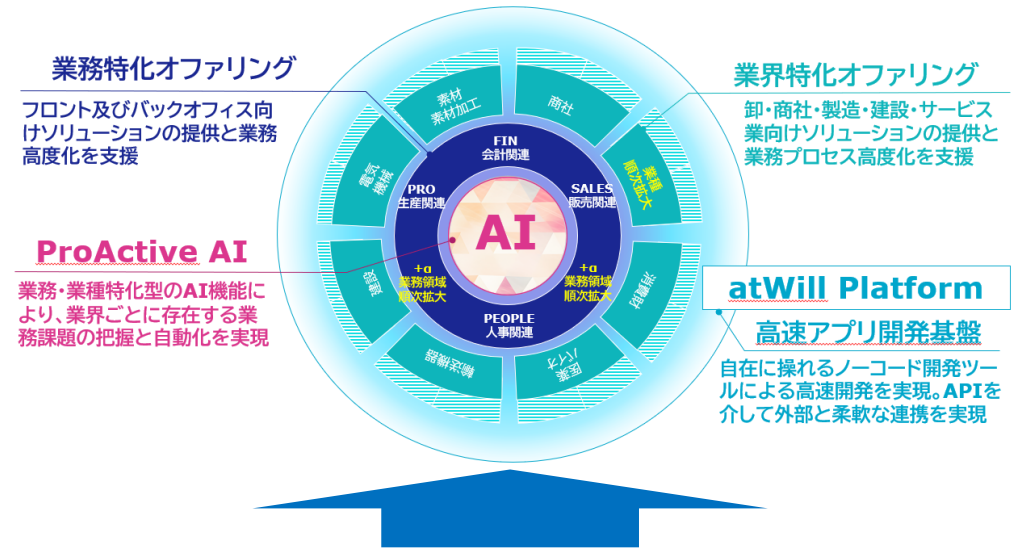 業務特化オファリング
フロント及びバックオフィス向
けソリューションの提供と業務
高度化を支援
ProActive AI
業務・業種特化型のAI機能に
より、業界ごとに存在する業
務課題の把握と自動化を実現
素材
素材加工
商社
電気
機械
業種
順次拡大
建設
消費財
輸送機器
医薬
バイオ
FIN
会計関連
PRO
生産関連
SALES
販売関連
AI
+α
業務領域
順次拡大
+α
業務領域
順次拡大
PEOPLE
人事関連
業界特化オファリング
卸・商社・製造・建設・サービス
業向けソリューションの提供と
業務プロセス高度化を支援
atWill Platform
高速アプリ開発基盤
自在に操れるノーコード開発ツー
ルによる高速開発を実現。APIを
介して外部と柔軟な連携を実現